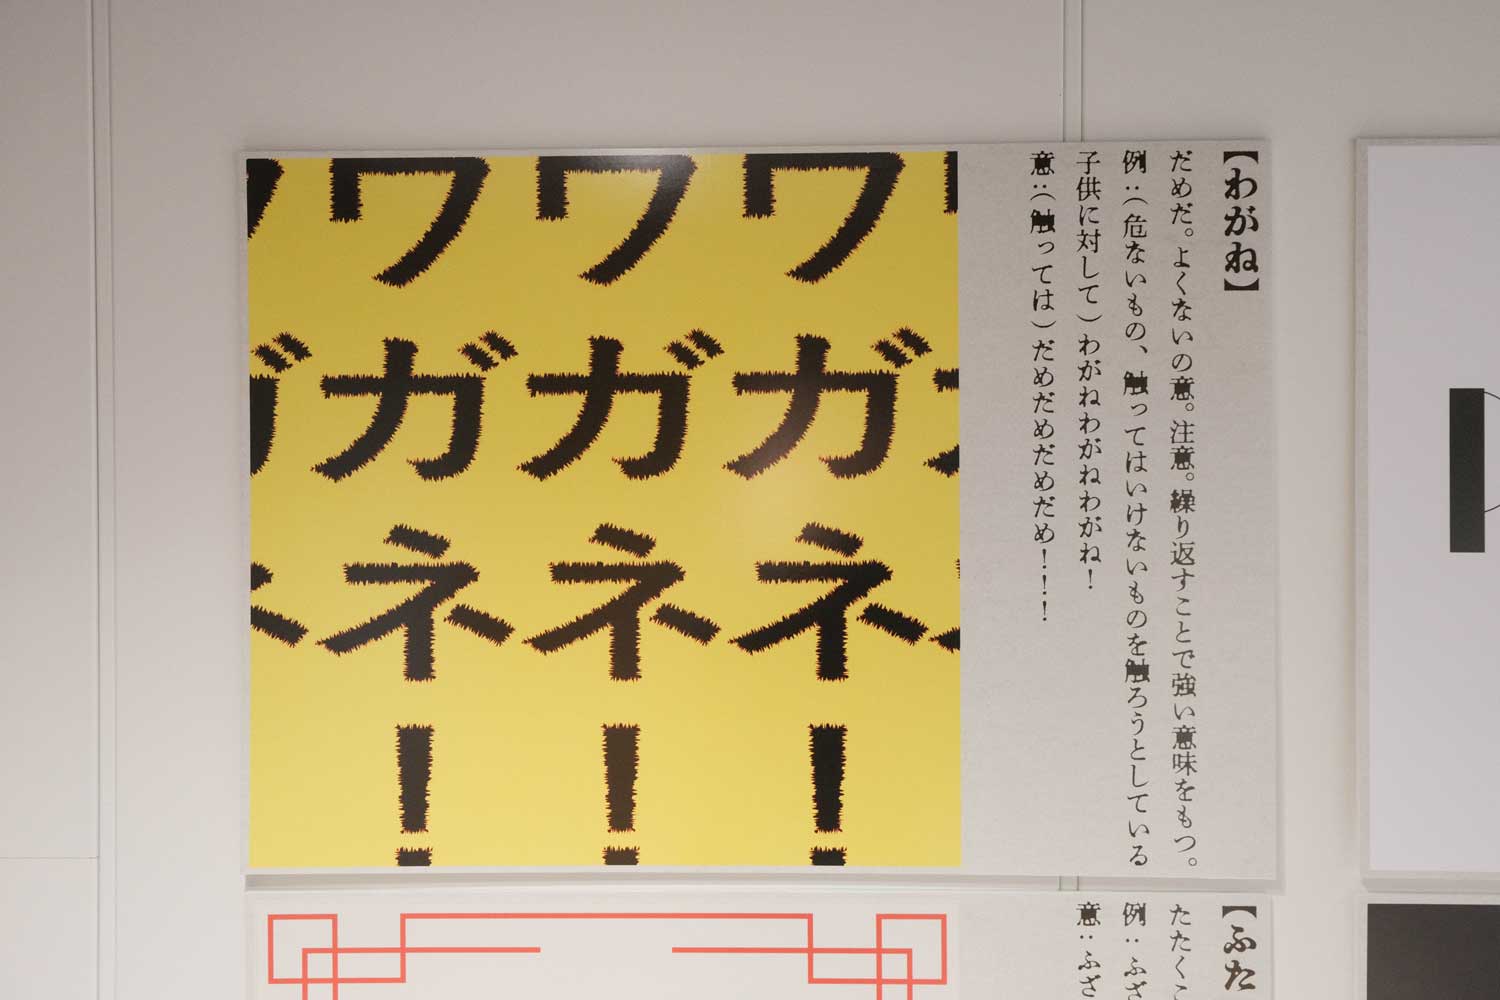 【わがね】
だめだ。よくないの意。注意。繰り返すことで強い意味をもつ。
例：（危ないもの、触ってはいけないものを触ろうとしている
子供に対して）わがねわがねわがね！
意：（触っては）だめだめだめだめ！！！
ワガネ！
ワガネ！
ワガネ！
【ふた
たたくこ
例：ふざ
意：ふざ